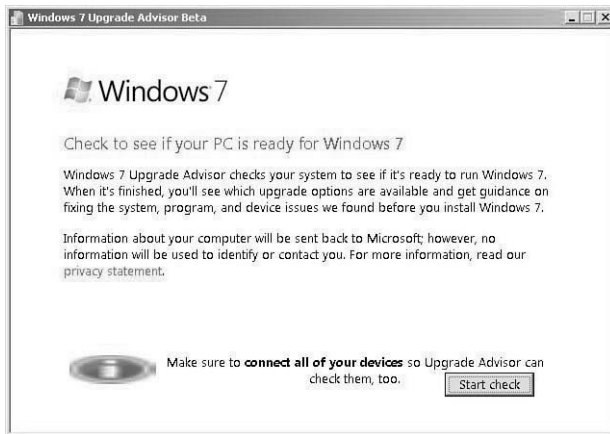 Windows 7 Upgrade Advisor Beta
Windows 7
Check to see if your PC is ready for Windows 7
Windows 7 Upgrade Advisor checks your system to see if it's ready to run Windows 7.
When it's finished, you'll see which upgrade options are available and get guidance on
fixing the system, program, and device issues we found before you install Windows 7.
Information about your computer will be sent back to Microsoft; however, no
information will be used to identify or contact you. For more information, read our
privacy statement.
Make sure to connect all of your devices so Upgrade Advisor can
check them, too.
Start check